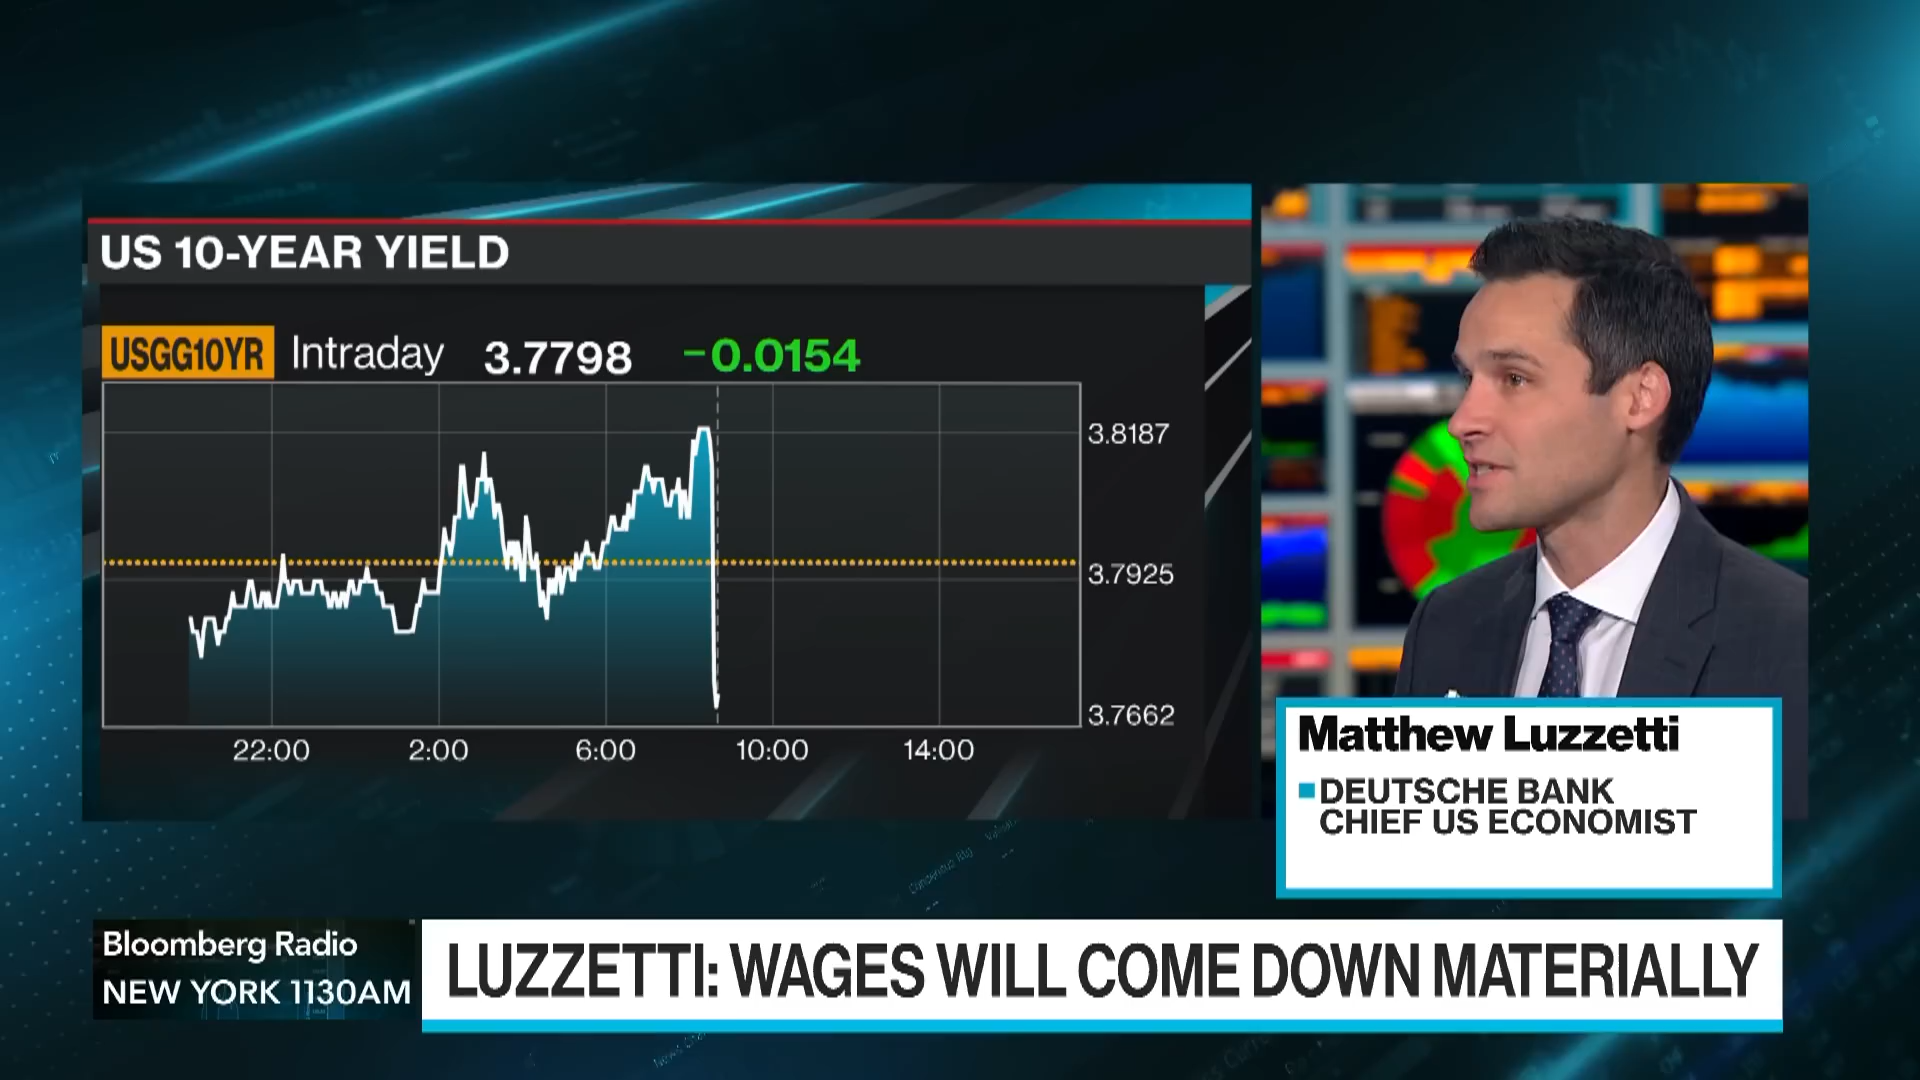 US 10-YEAR YIELD
USGG10YR Intraday 3.7798 -0.0154
3.8187
3.7925
3.7662
22:00 2:00 6:00 10:00 14:00
Matthew Luzzetti
DEUTSCHE BANK
CHIEF US ECONOMIST
Bloomberg Radio
NEW YORK 1130AM
LUZZETTI: WAGES WILL COME DOWN MATERIALLY